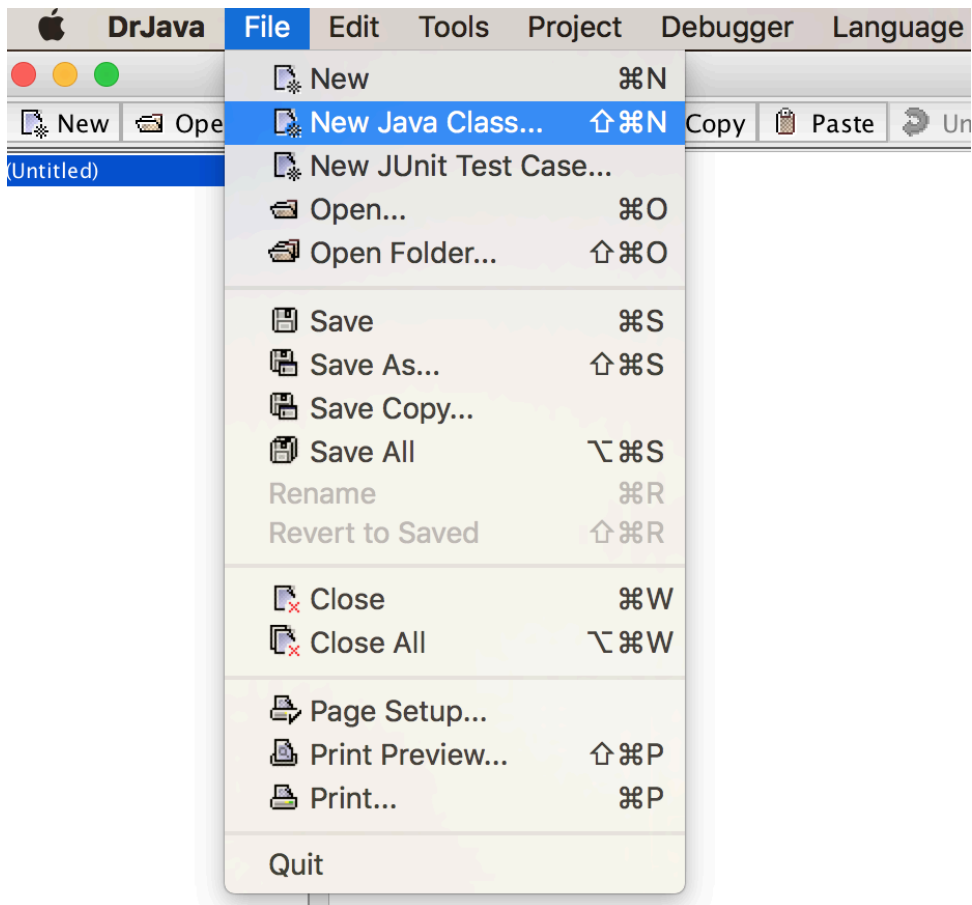 DrJava File Edit Tools Project Debugger Language
New ⌘N
New Ope New Java Class... ⇧⌘N Copy Paste Un
(Untitled) New JUnit Test Case...
Open... ⌘O
Open Folder... ⇧⌘O
Save ⌘S
Save As... ⇧⌘S
Save Copy...
Save All ⌥⌘S
Rename ⌘R
Revert to Saved ⇧⌘R
Close ⌘W
Close All ⌥⌘W
Page Setup...
Print Preview... ⇧⌘P
Print... ⌘P
Quit